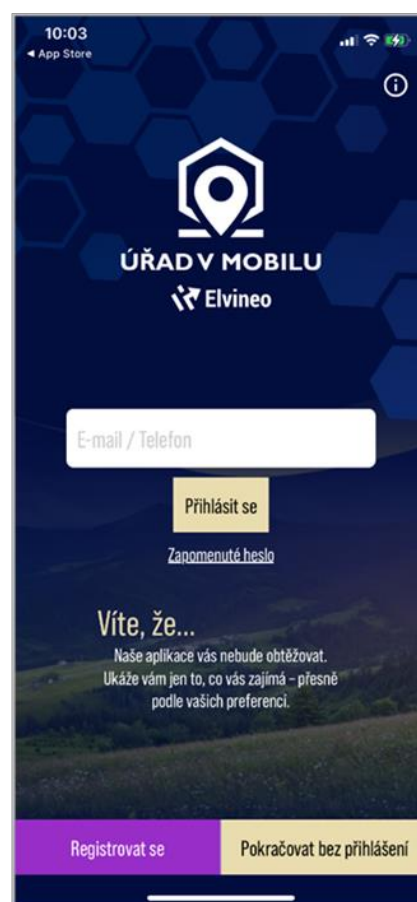 10:03
◄ App Store
ÚŘAD V MOBILU
Elvineo
E-mail / Telefon
Přihlásit se
Zapomenuté heslo
Víte, že...
Naše aplikace vás nebude obtěžovat.
Ukáže vám jen to, co vás zajímá – přesně
podle vašich preferencí.
Registrovat se
Pokračovat bez přihlášení